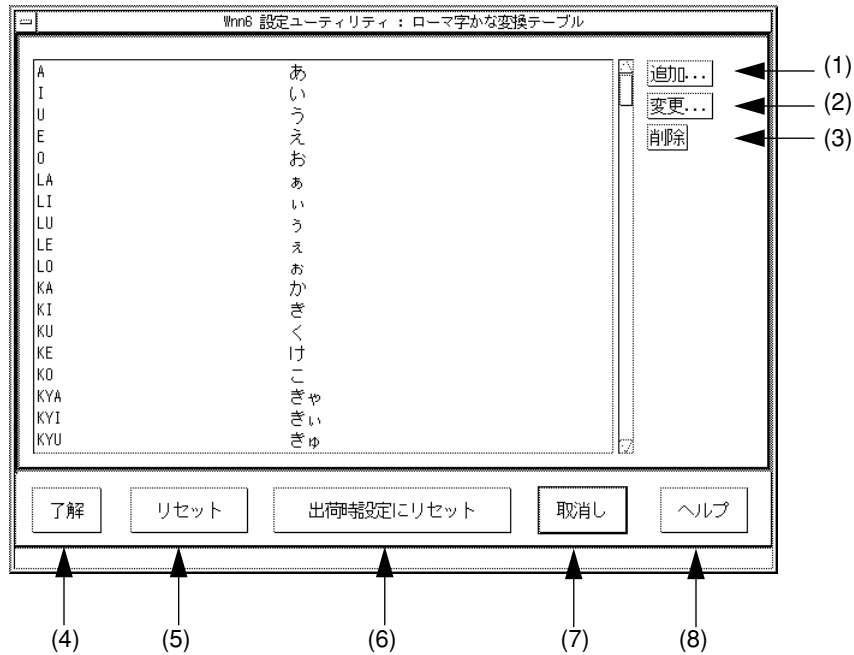 Wnn6 設定ユーティリティ : ローマ字かな変換テーブル
A あ
I い
U う
E え
O お
LA ぁ
LI ぃ
LU ぅ
LE ぇ
LO ぉ
KA か
KI き
KU く
KE け
KO こ
KYA きゃ
KYI きぃ
KYU きゅ
追加... (1)
変更... (2)
削除 (3)
了解 リセット 出荷時設定にリセット 取消し ヘルプ
(4) (5) (6) (7) (8)